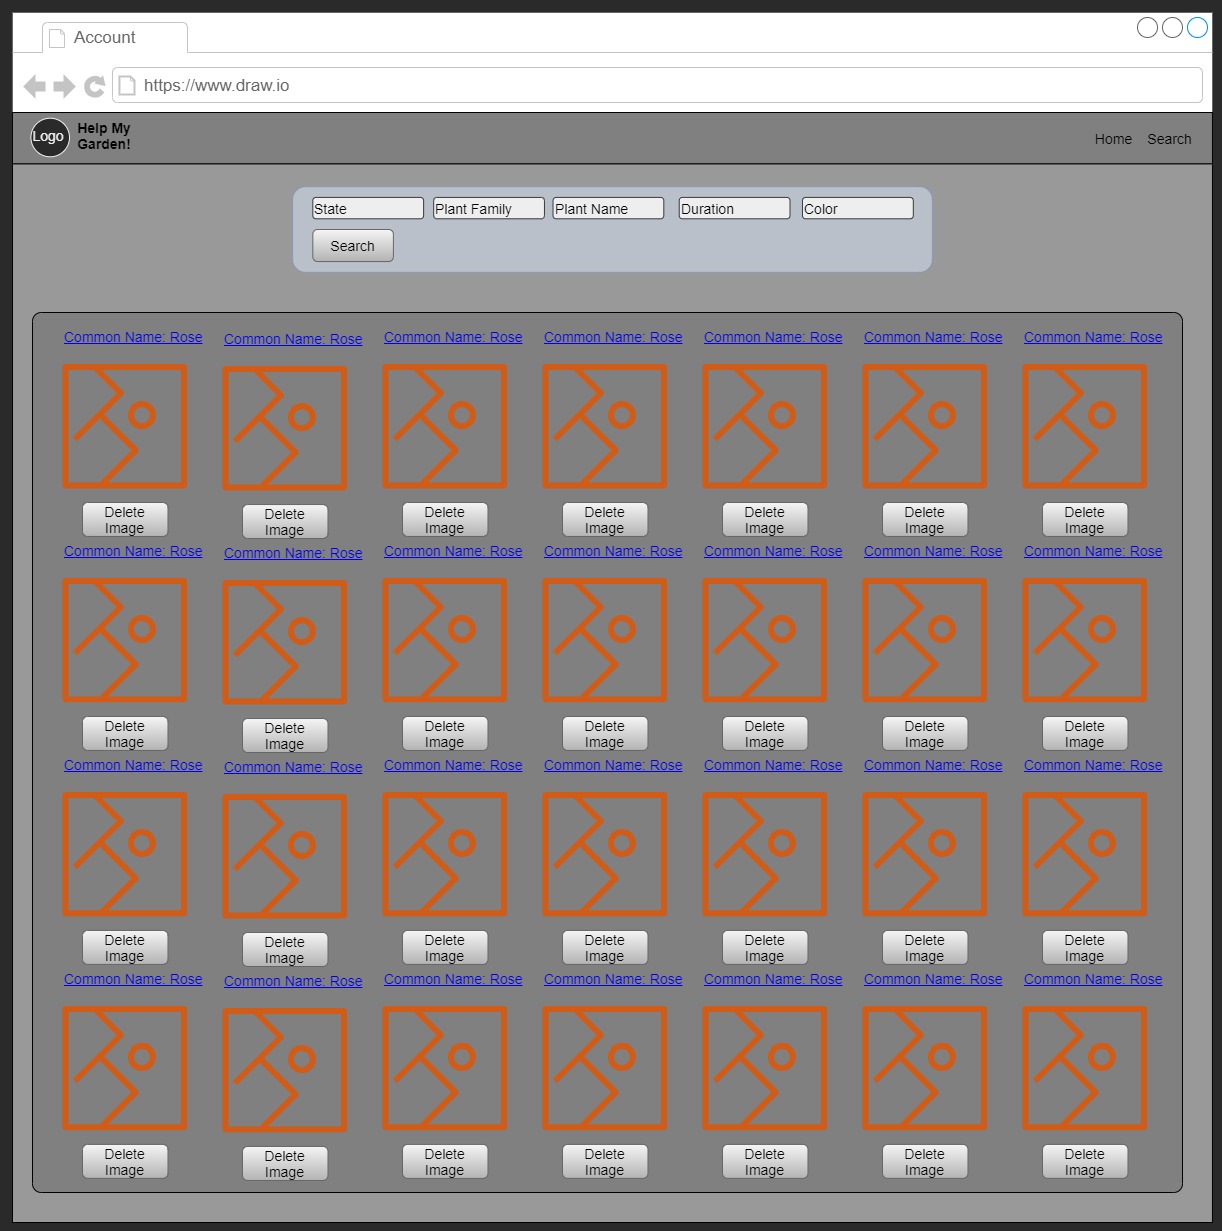 Account
https://www.draw.io
Logo
Help My
Garden!
Home Search
State Plant Family Plant Name Duration Color
Search
Common Name: Rose Common Name: Rose Common Name: Rose Common Name: Rose Common Name: Rose Common Name: Rose Common Name: Rose
Delete Delete Delete Delete Delete Delete Delete
Image Image Image Image Image Image Image
Common Name: Rose Common Name: Rose Common Name: Rose Common Name: Rose Common Name: Rose Common Name: Rose Common Name: Rose
Delete Delete Delete Delete Delete Delete Delete
Image Image Image Image Image Image Image
Common Name: Rose Common Name: Rose Common Name: Rose Common Name: Rose Common Name: Rose Common Name: Rose Common Name: Rose
Delete Delete Delete Delete Delete Delete Delete
Image Image Image Image Image Image Image
Common Name: Rose Common Name: Rose Common Name: Rose Common Name: Rose Common Name: Rose Common Name: Rose Common Name: Rose
Delete Delete Delete Delete Delete Delete Delete
Image Image Image Image Image Image Image